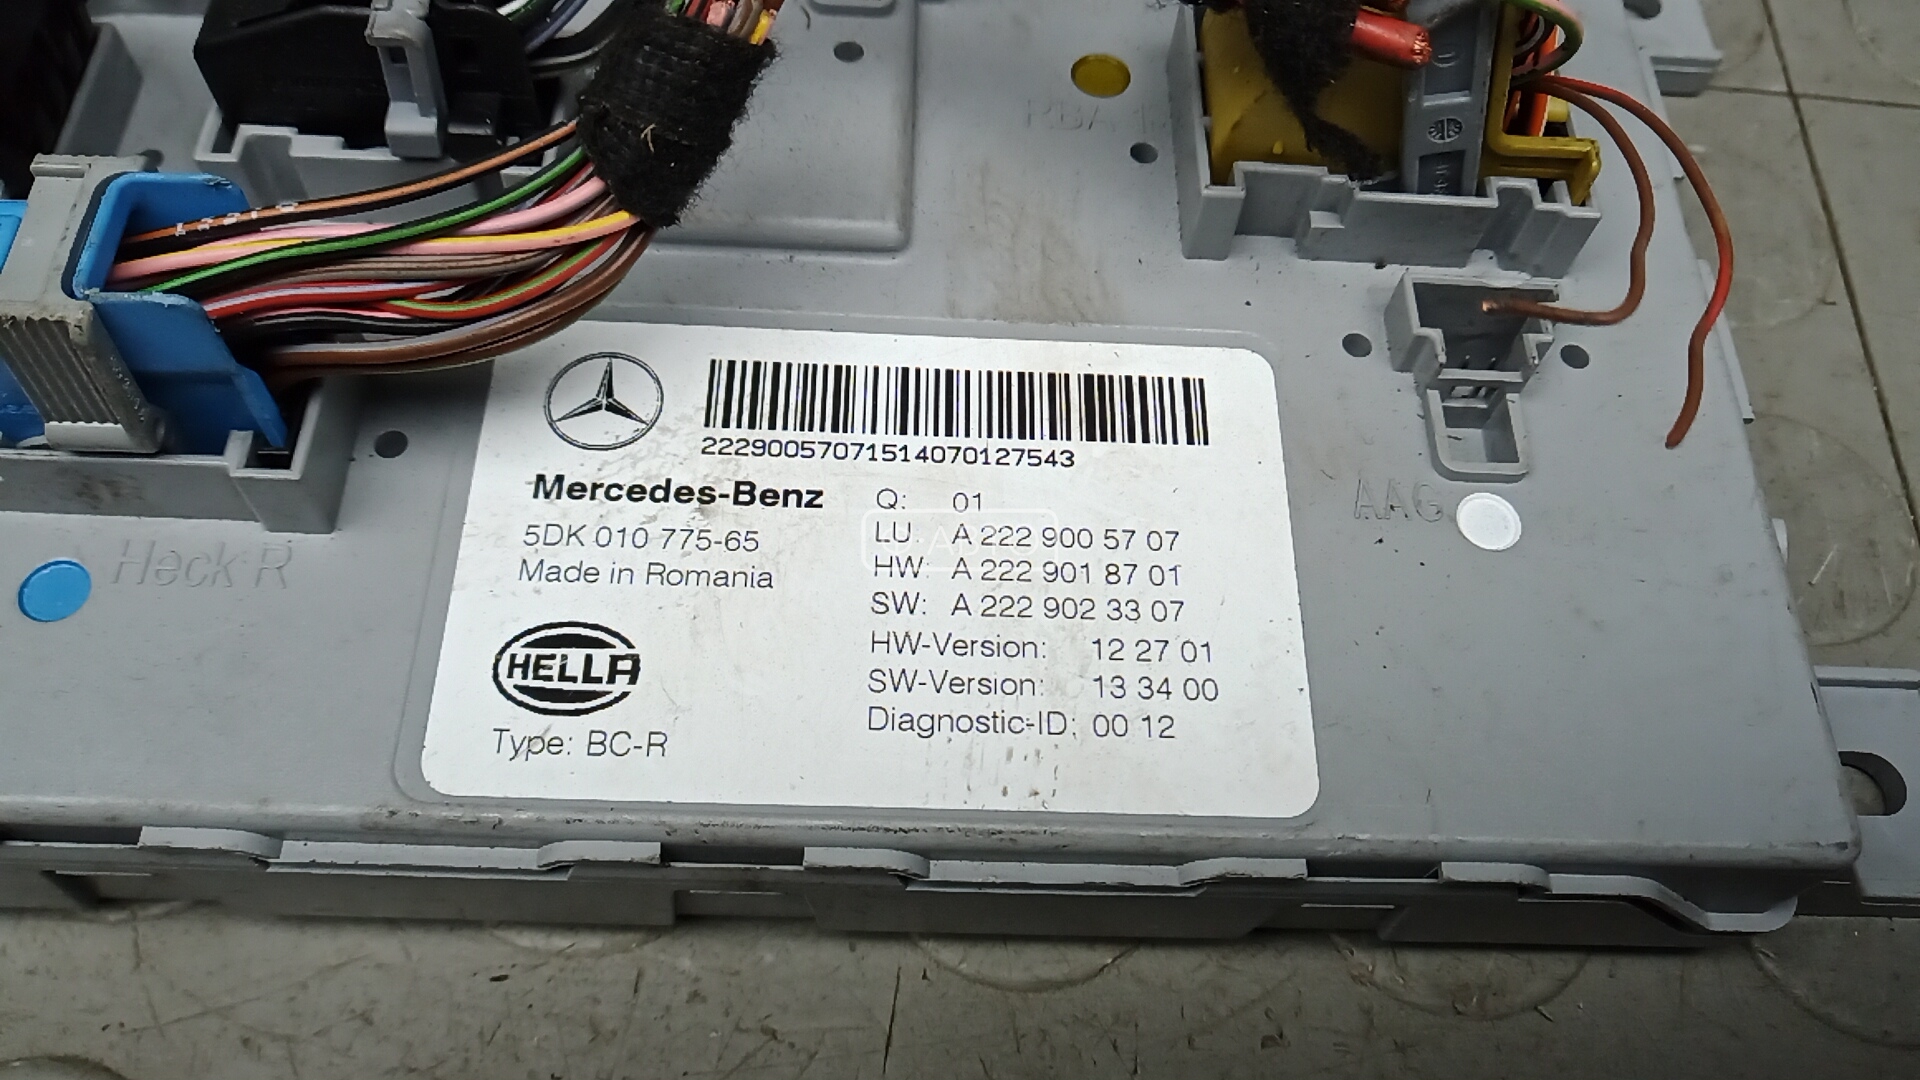 2229005707151407012 7543
Mercedes-Benz
5DK 010 775-65
Made in Romania
HELLA
Type: BC-R
Q: 01
LU: A 222 900 57 07
HW: A 222 901 87 01
SW: A 222 902 33 07
HW-Version: 12 27 01
SW-Version: 13 34 00
Diagnostic-ID: 00 12
Heck R
AAG